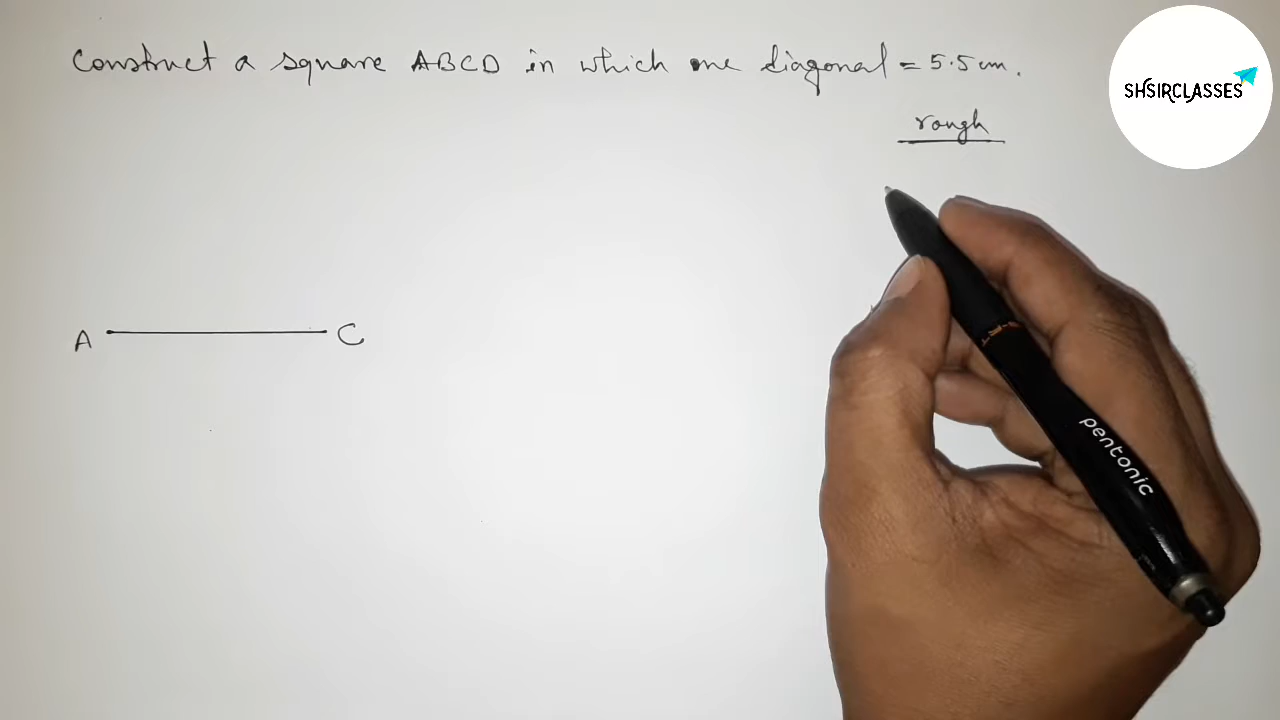 Construct a square ABCD in which one diagonal = 5.5 cm.
SHSIRCLASSES
rough
A C
pentonic